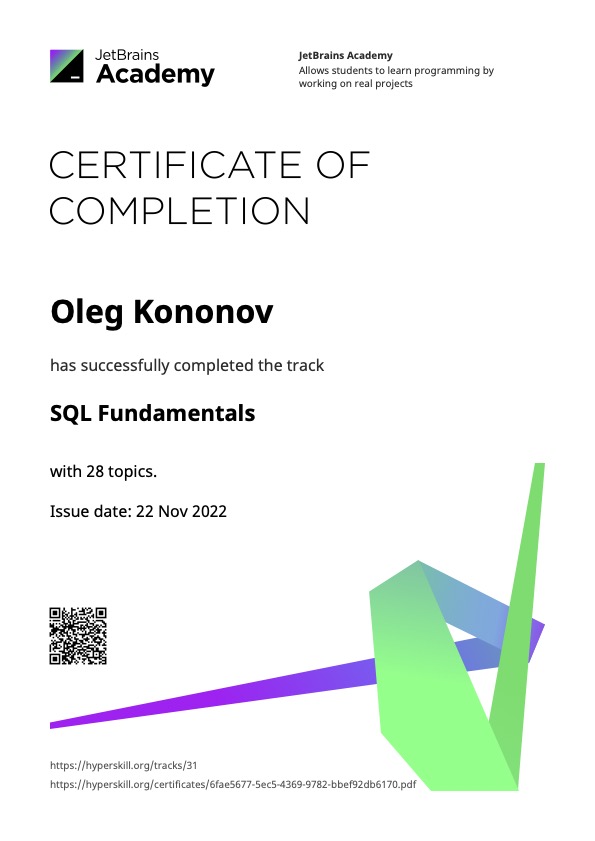 JetBrains
Academy
JetBrains Academy
Allows students to learn programming by
working on real projects
CERTIFICATE OF
COMPLETION
Oleg Kononov
has successfully completed the track
SQL Fundamentals
with 28 topics.
Issue date: 22 Nov 2022
https://hyperskill.org/tracks/31
https://hyperskill.org/certificates/6fae5677-5ec5-4369-9782-bbef92db6170.pdf